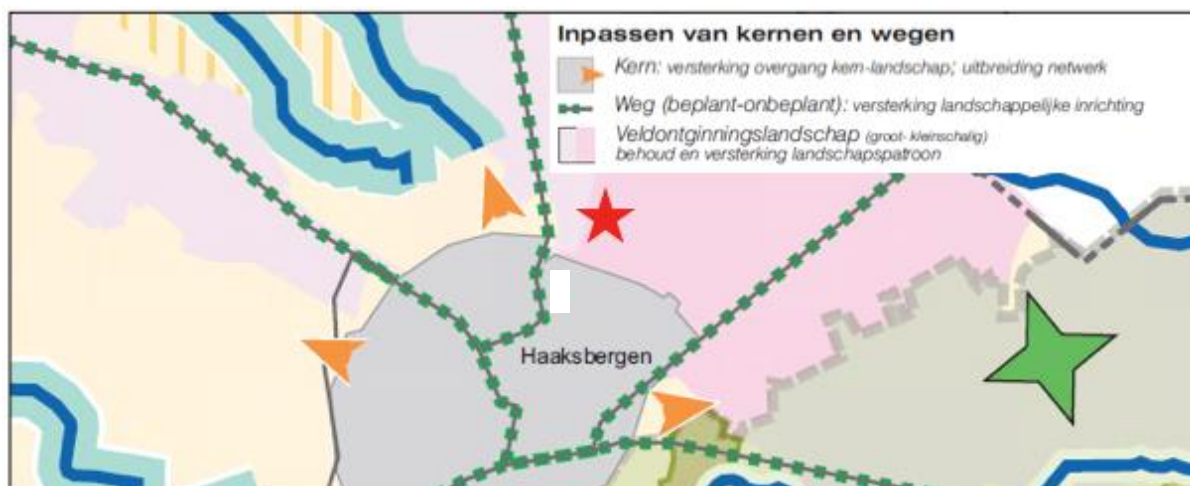 Inpassen van kernen en wegen
Kern: versterking overgang kern-landschap; uitbreiding netwerk
Weg (beplant-onbeplant): versterking landschappelijke inrichting
Veldontginningslandschap (groot- kleinschalig)
behoud en versterking landschapspatroon
Haaksbergen